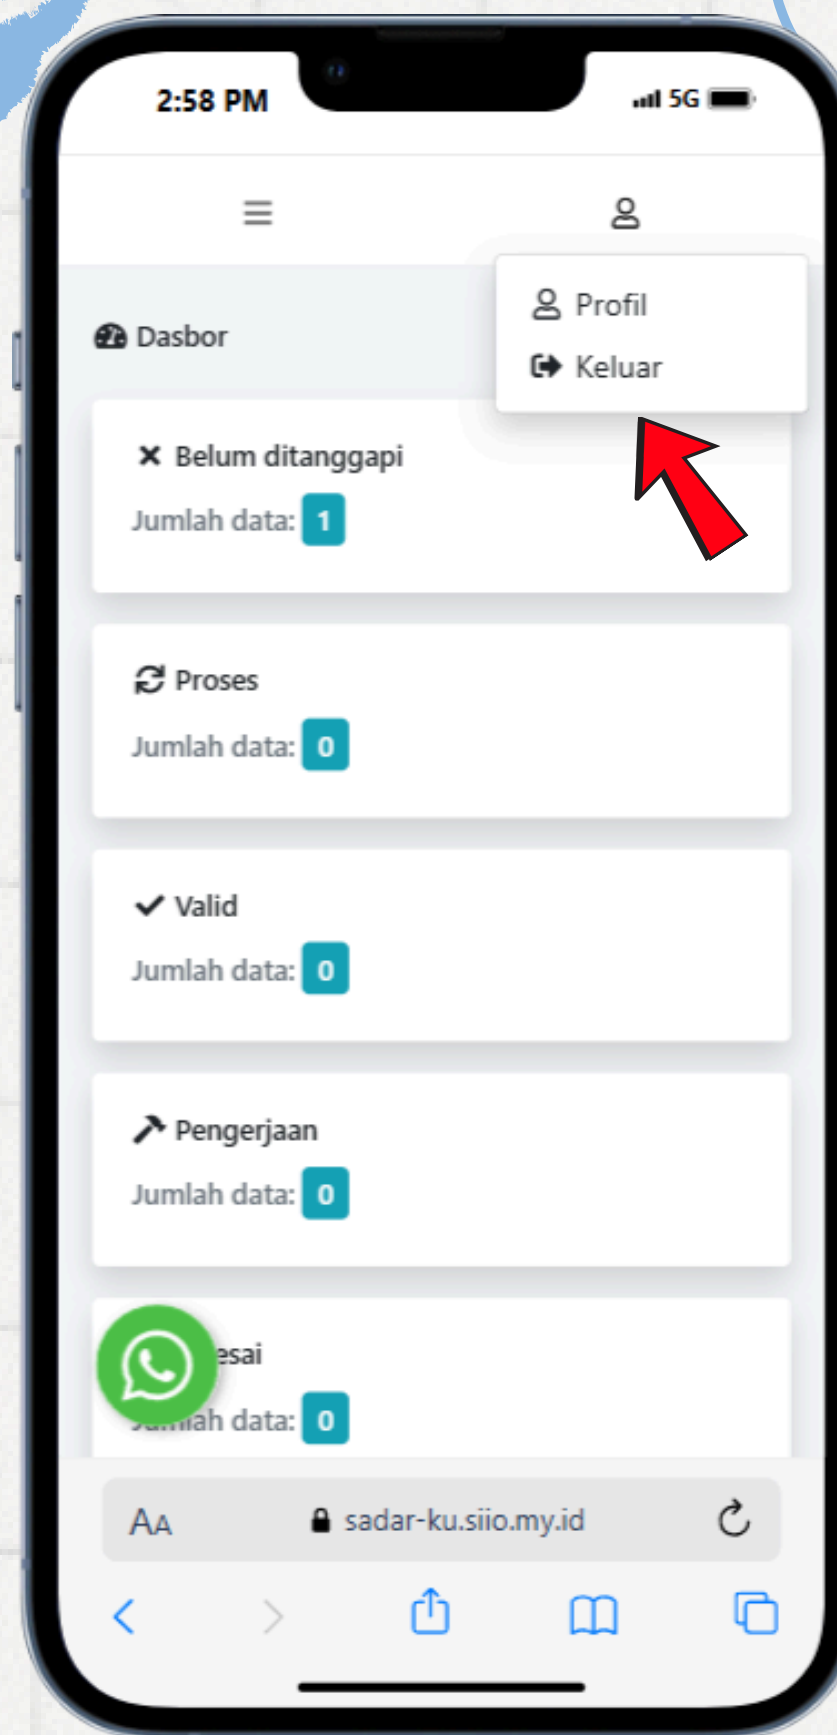 2:58 PM
5G
Profil
Keluar
Dasbor
Belum ditanggapi
Jumlah data: 1
Proses
Jumlah data: 0
Valid
Jumlah data: 0
Pengerjaan
Jumlah data: 0
esai
data: 0
AA
sadar-ku.siio.my.id